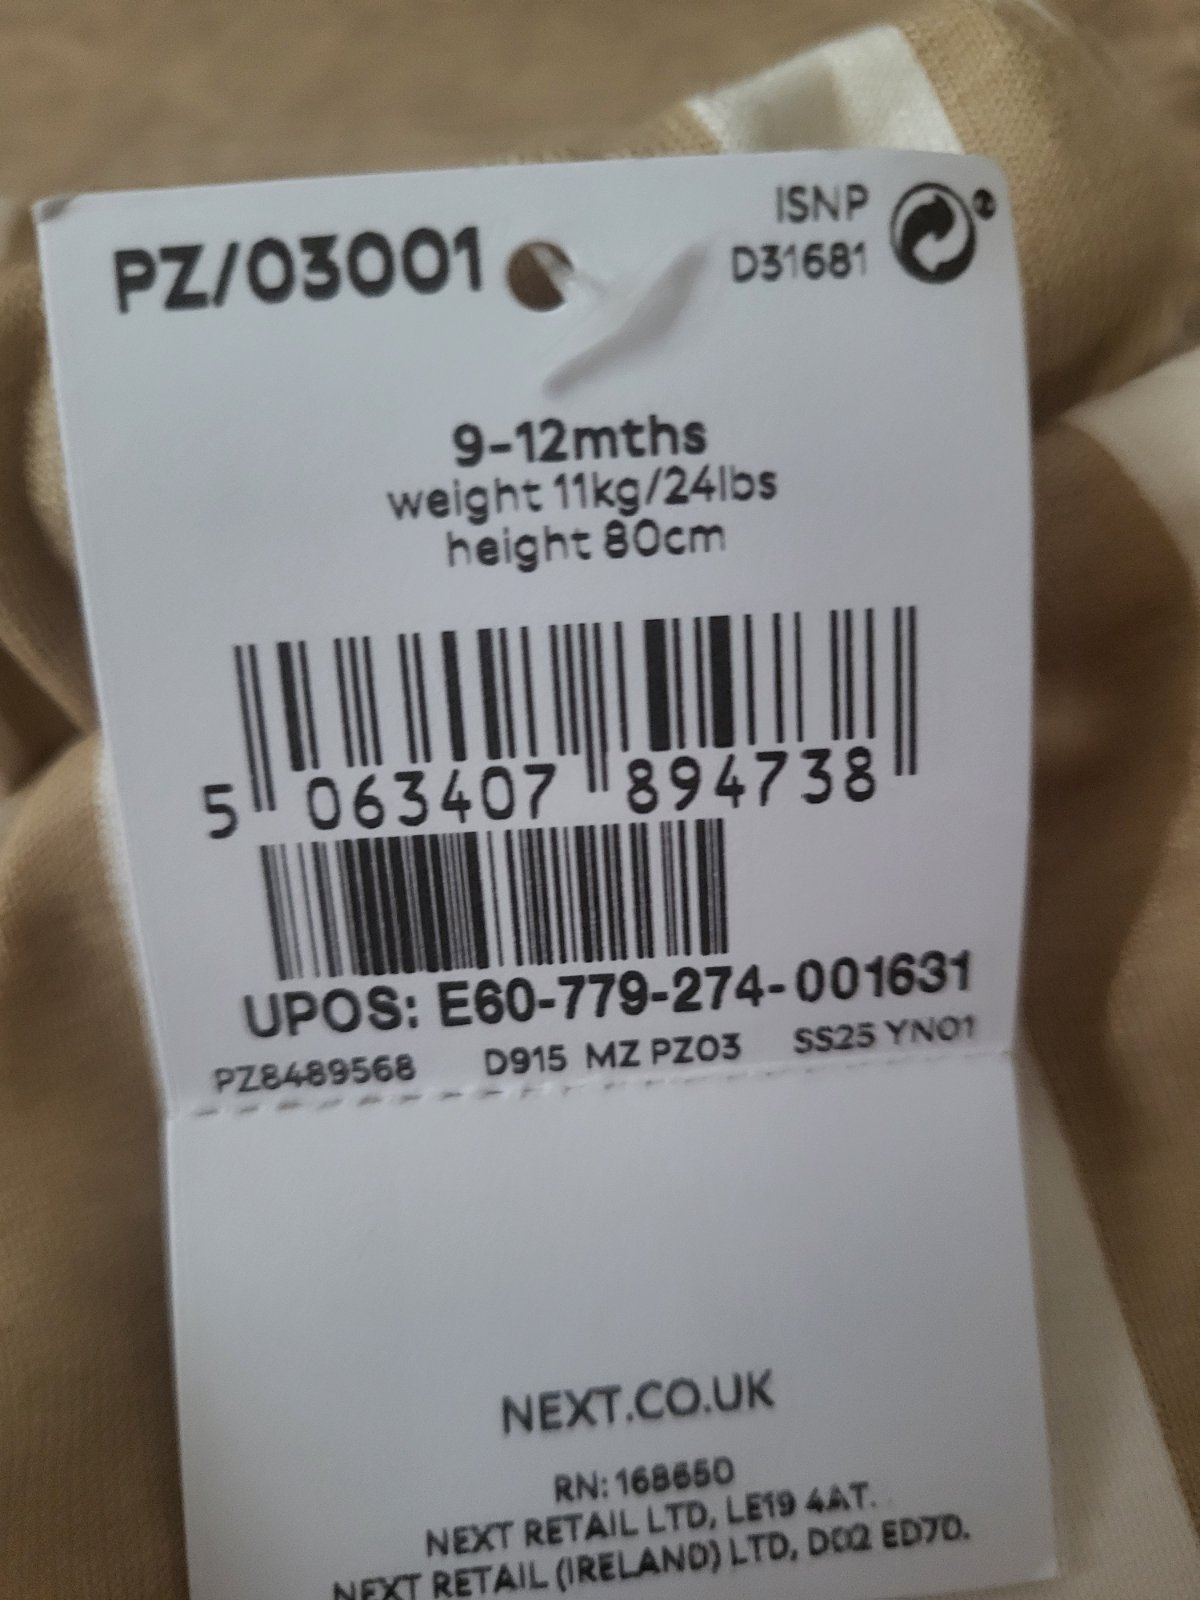 PZ/03001
ISNP
D31681
9-12mths
weight 11kg/24lbs
height 80cm
5 063407 894738
UPOS: E60-779-274-001631
PZ8489568 D915 MZ PZ03 SS25 YN01
NEXT.CO.UK
RN: 168650
NEXT RETAIL LTD, LE19 4AT.
NEXT RETAIL (IRELAND) LTD, D02 ED70.